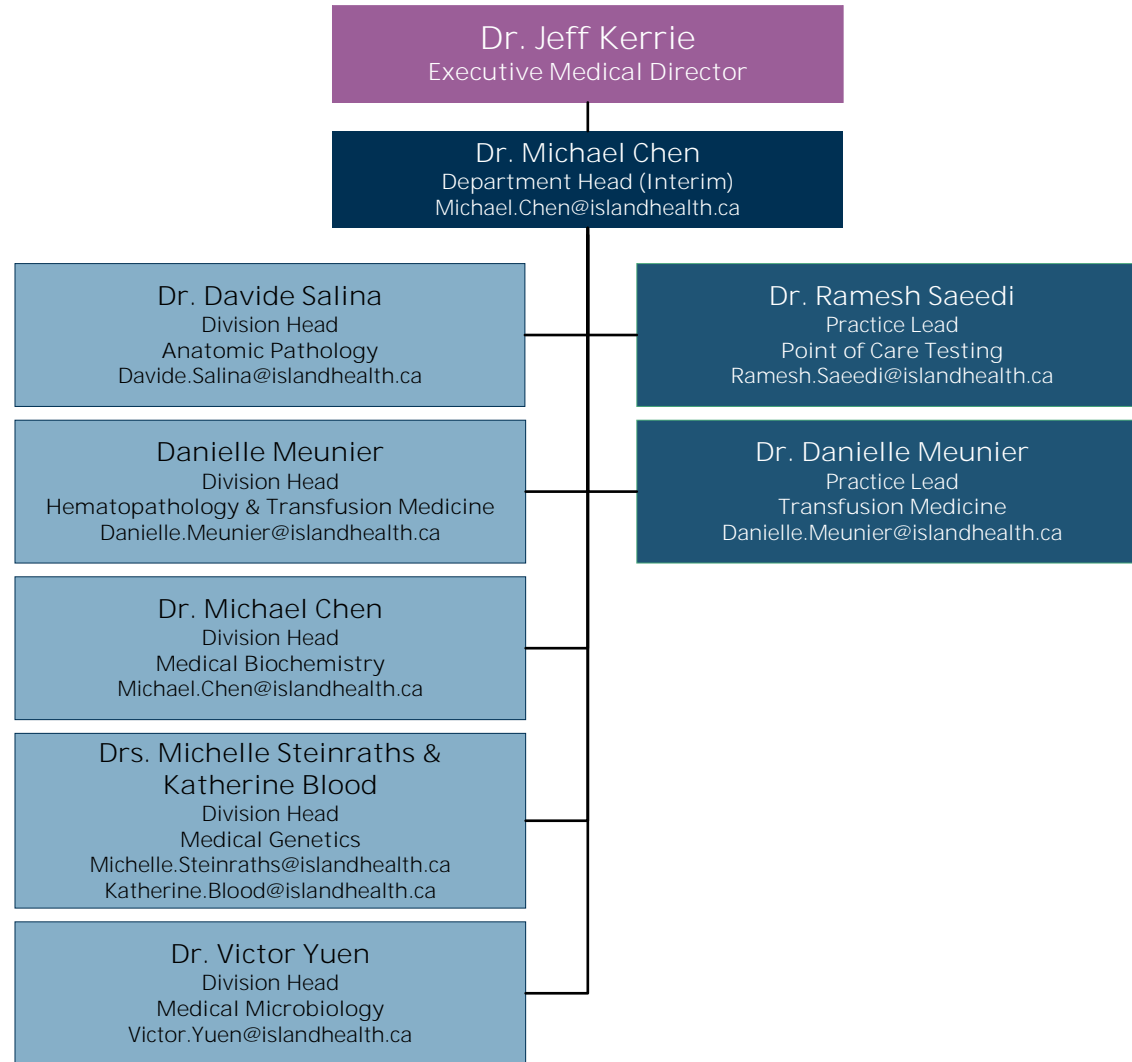 Dr. Jeff Kerrie
Executive Medical Director
Dr. Michael Chen
Department Head (Interim)
Michael.Chen@islandhealth.ca
Dr. Davide Salina
Division Head
Anatomic Pathology
Davide.Salina@islandhealth.ca
Dr. Ramesh Saeedi
Practice Lead
Point of Care Testing
Ramesh.Saeedi@islandhealth.ca
Danielle Meunier
Division Head
Hematopathology & Transfusion Medicine
Danielle.Meunier@islandhealth.ca
Dr. Danielle Meunier
Practice Lead
Transfusion Medicine
Danielle.Meunier@islandhealth.ca
Dr. Michael Chen
Division Head
Medical Biochemistry
Michael.Chen@islandhealth.ca
Drs. Michelle Steinraths &
Katherine Blood
Division Head
Medical Genetics
Michelle.Steinraths@islandhealth.ca
Katherine.Blood@islandhealth.ca
Dr. Victor Yuen
Division Head
Medical Microbiology
Victor.Yuen@islandhealth.ca